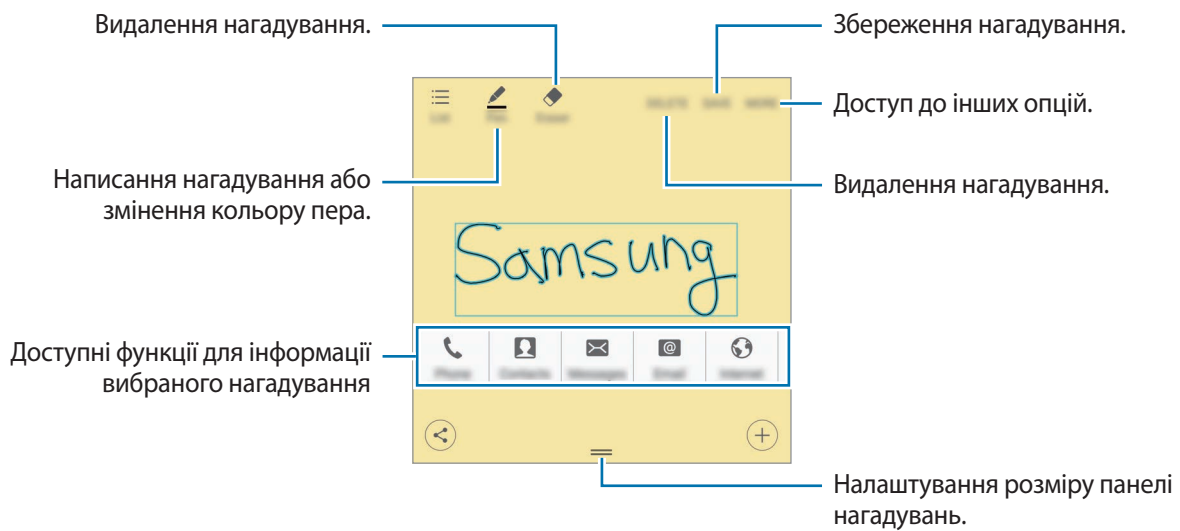 Видалення нагадування.
Збереження нагадування.
Доступ до інших опцій.
DELETE SAVE MORE
List Pen Eraser
Написання нагадування або
змінення кольору пера.
Видалення нагадування.
Samsung
Доступні функції для інформації
вибраного нагадування
Phone Contacts Messages Email Internet
Налаштування розміру панелі
нагадувань.